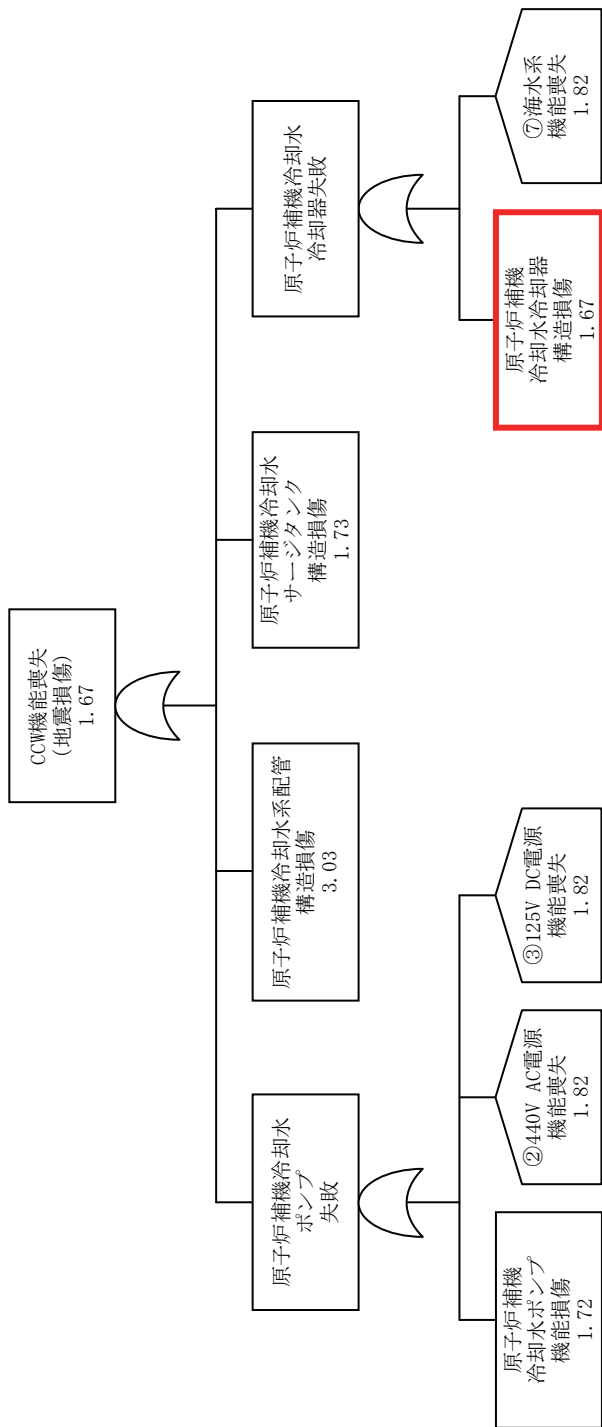 CCW機能喪失
(地震損傷)
1.67
原子炉補機冷却水
ポンプ
失敗
原子炉補機冷却水系配管
構造損傷
3.03
原子炉補機冷却水
サージタンク
構造損傷
1.73
原子炉補機冷却水
冷却器失敗
原子炉補機
冷却水ポンプ
機能損傷
1.72
②440V AC電源
機能喪失
1.82
③125V DC電源
機能喪失
1.82
原子炉補機
冷却水冷却器
構造損傷
1.67
⑦海水系
機能喪失
1.82